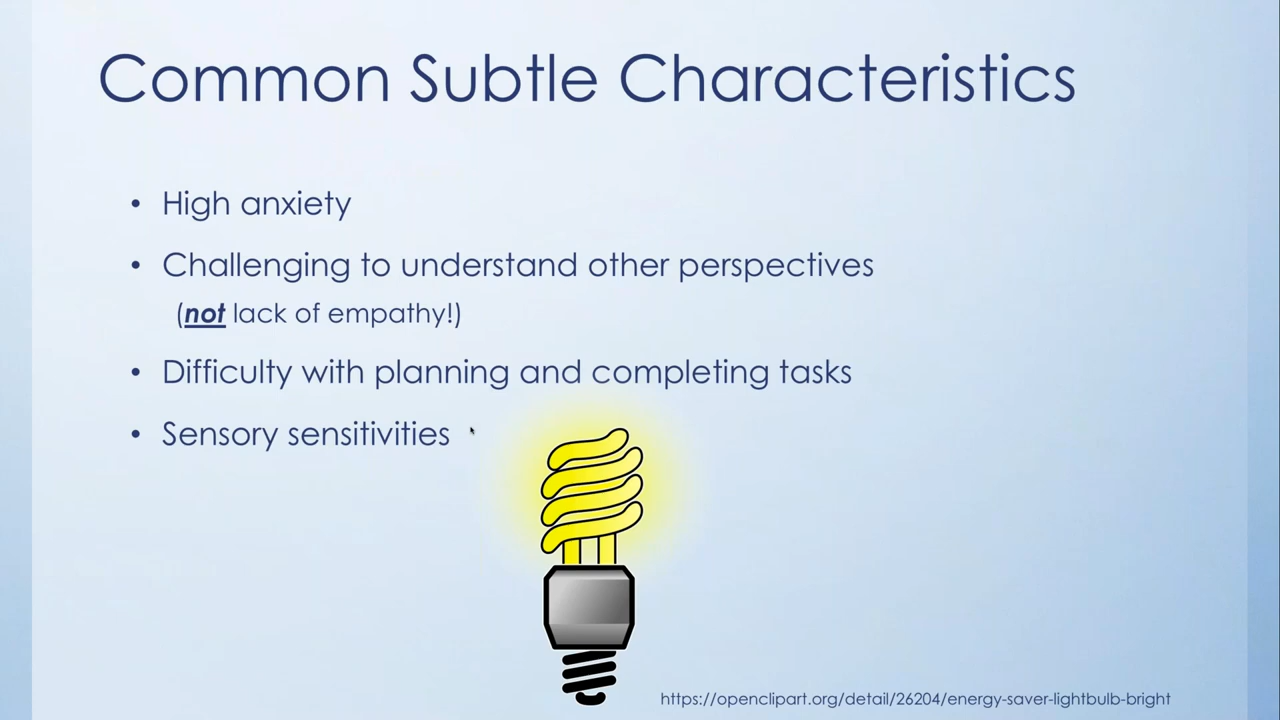 Common Subtle Characteristics
• High anxiety
• Challenging to understand other perspectives
(not lack of empathy!)
• Difficulty with planning and completing tasks
• Sensory sensitivities
https://openclipart.org/detail/26204/energy-saver-lightbulb-bright